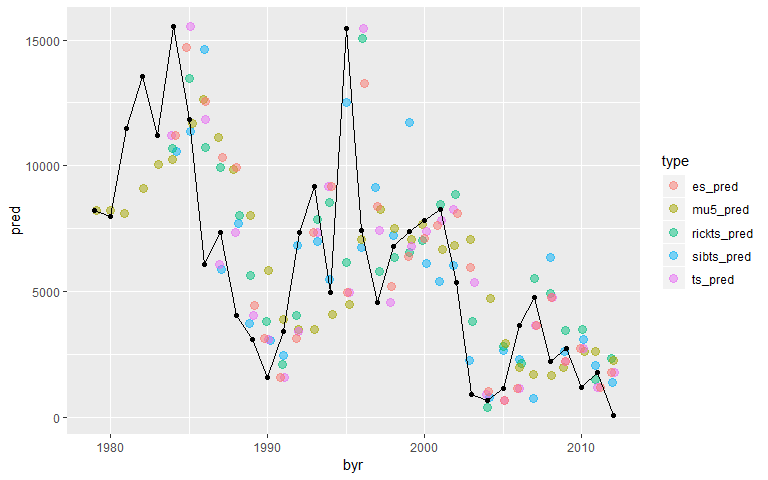 15000
10000
5000
0
pred
1980
1990
2000
2010
byr
type
es_pred
mu5_pred
rickts_pred
sibts_pred
ts_pred